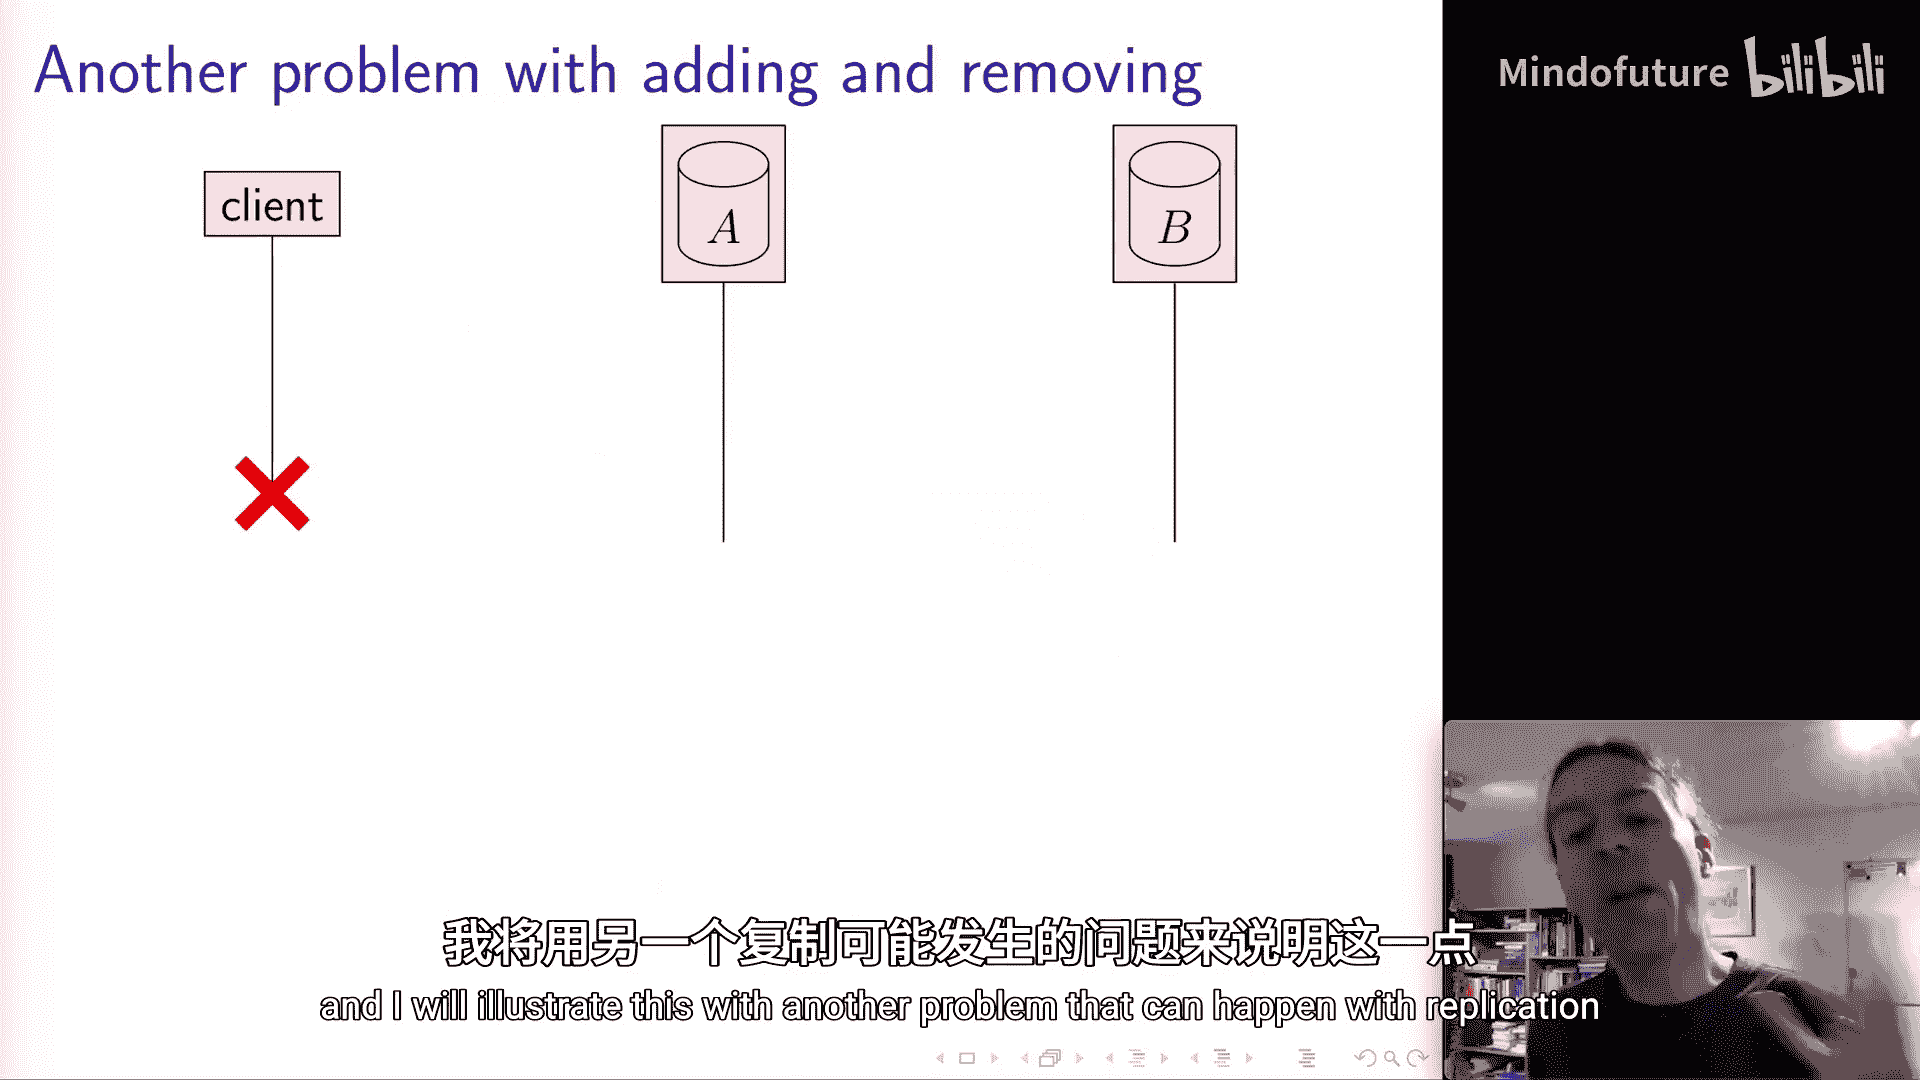 Another problem with adding and removing
Mindofuture bilibili
client
A
B
我将用另一个复制可能发生的问题来说明这一点
and I will illustrate this with another problem that can happen with replication